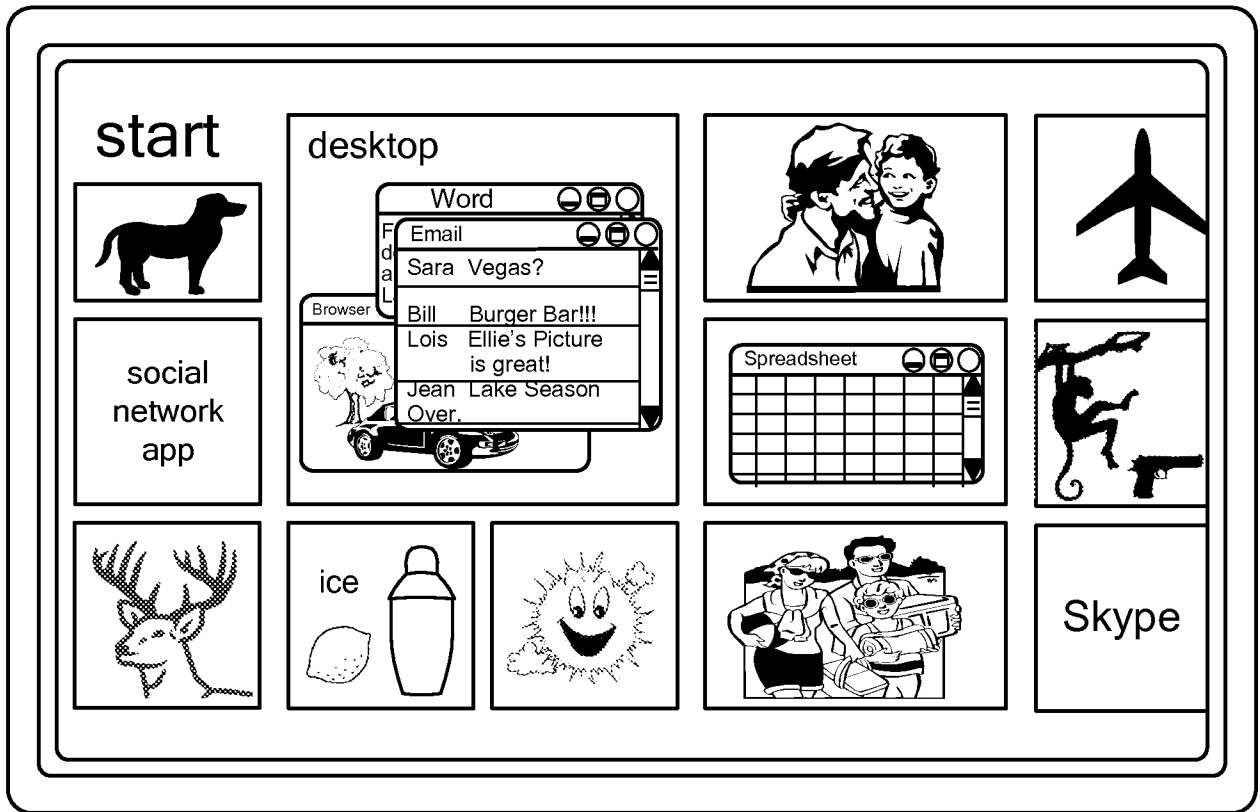 start
desktop
Word
F
d
a
L
Email
Sara Vegas?
Bill Burger Bar!!!
Lois Ellie's Picture
is great!
Jean Lake Season
Over.
Browser
social
network
app
Spreadsheet
ice
Skype